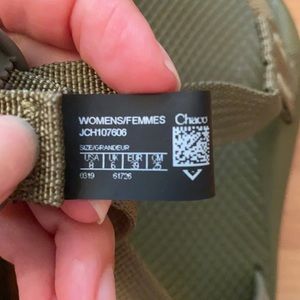 WOMENS/FEMMES
Chaco
JCH107606
SIZE/GRANDEUR
USA UK EUR CM
8 6 39 25
0319 61726